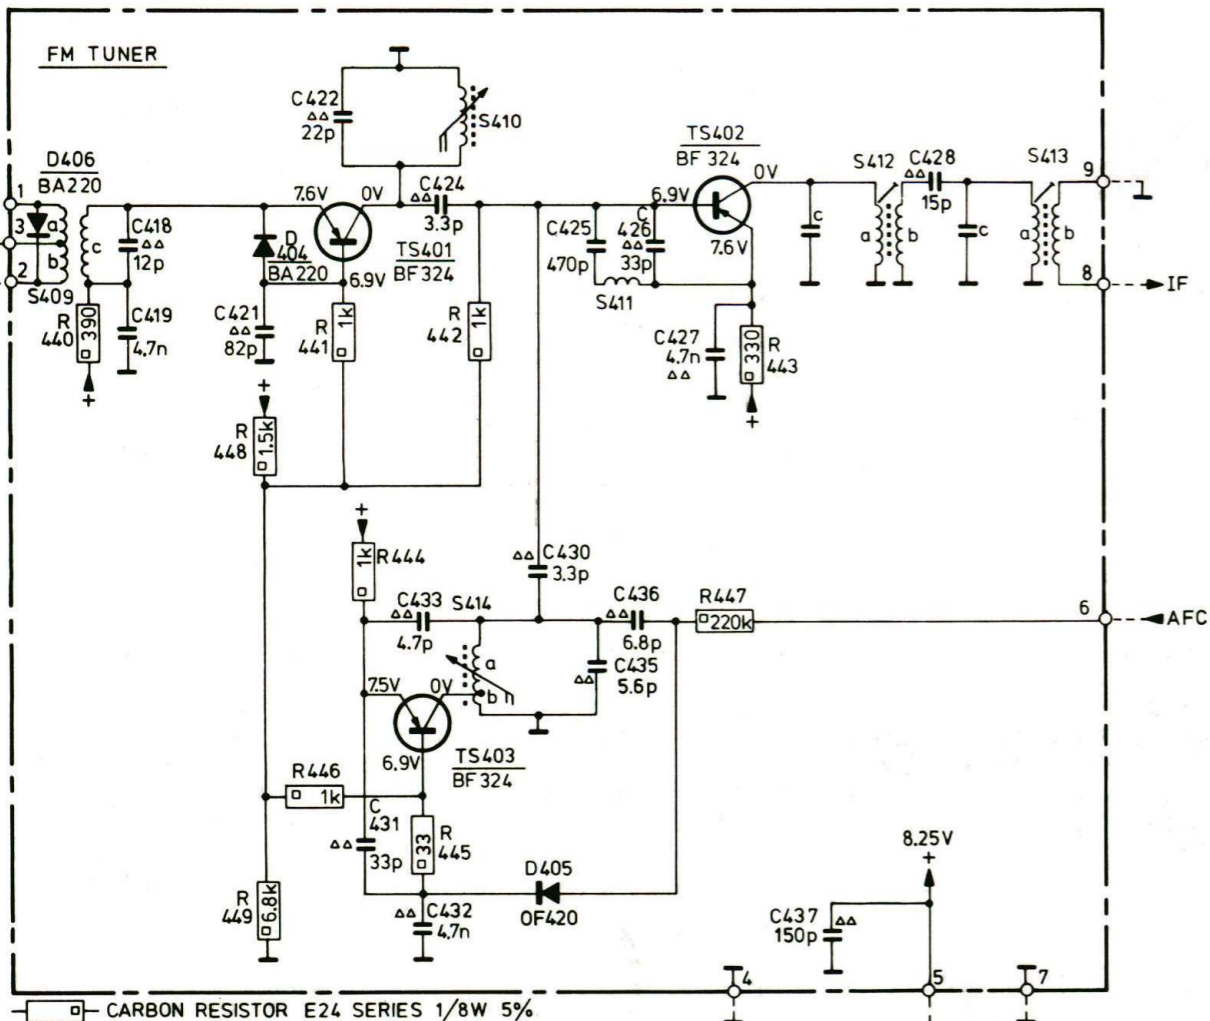 FM TUNER
C422
△△
22p
S410
D406
BA220
1
3
2
a
b
c
S409
C418
△△
12p
R
440
390
C419
4.7n
+
D
404
BA220
7.6V
0V
6.9V
TS401
BF324
C424
△△
3.3p
C421
△△
82p
R
441
1k
R
442
1k
+
R
448
1.5k
C425
470p
C
426
△△
33p
S411
6.9V
TS402
BF 324
0V
7.6V
C427
4.7n
△△
330
R
443
+
c
S412
a
b
C428
△△
15p
c
S413
a
b
9
8
IF
+
1k
R444
△△ C430
3.3p
C433
△△
4.7p
S414
a
b
C436
△△
6.8p
C435
△△
5.6p
R447
220k
6
AFC
7.5V
0V
6.9V
TS403
BF324
R446
1k
C
431
△△
33p
33
R
445
R
449
6.8k
△△ C432
4.7n
D405
OF420
8.25V
+
C437 △△
150p
4
5
7
CARBON RESISTOR E24 SERIES 1/8W 5%